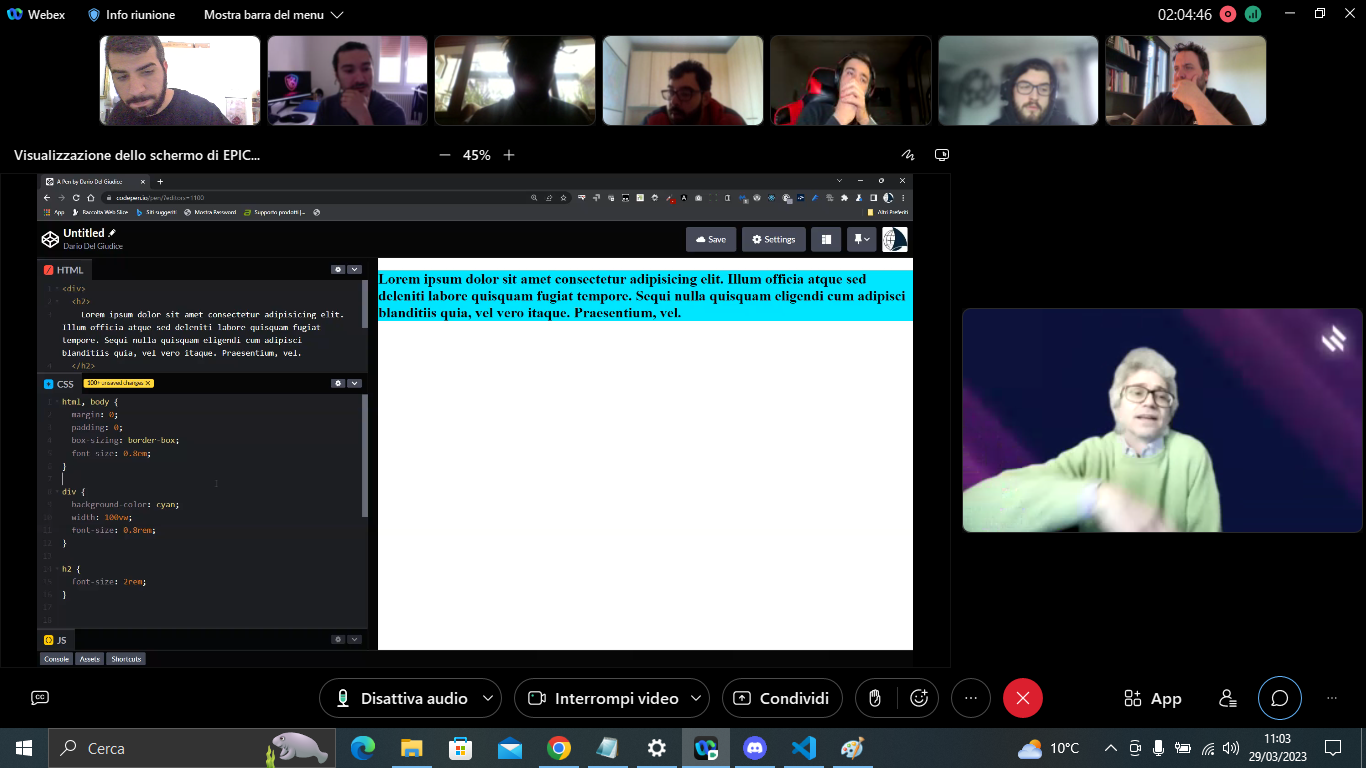 Webex
Info riunione
Mostra barra del menu
02:04:46
Visualizzazione dello schermo di EPIC...
45%
A Pen by Dario Del Giudice
codepen.io/pen/?editors=1100
App
Raccolta Web Slice
Siti suggeriti
Mostra Password
Supporto prodotti |...
Altri Preferiti
Untitled
Dario Del Giudice
Save
Settings
HTML
<div>
<h2>
Lorem ipsum dolor sit amet consectetur adipisicing elit.
Illum officia atque sed deleniti labore quisquam fugiat
tempore. Sequi nulla quisquam eligendi cum adipisci
blanditiis quia, vel vero itaque. Praesentium, vel.
</h2>
CSS
100+ unsaved changes X
html, body {
margin: 0;
padding: 0;
box-sizing: border-box;
font-size: 0.8em;
}
div {
background-color: cyan;
width: 100vw;
font-size: 0.8rem;
}
h2 {
font-size: 2rem;
}
JS
Console
Assets
Shortcuts
Lorem ipsum dolor sit amet consectetur adipisicing elit. Illum officia atque sed
deleniti labore quisquam fugiat tempore. Sequi nulla quisquam eligendi cum adipisci
blanditiis quia, vel vero itaque. Praesentium, vel.
CC
Disattiva audio
Interrompi video
Condividi
App
Cerca
10°C
11:03
29/03/2023